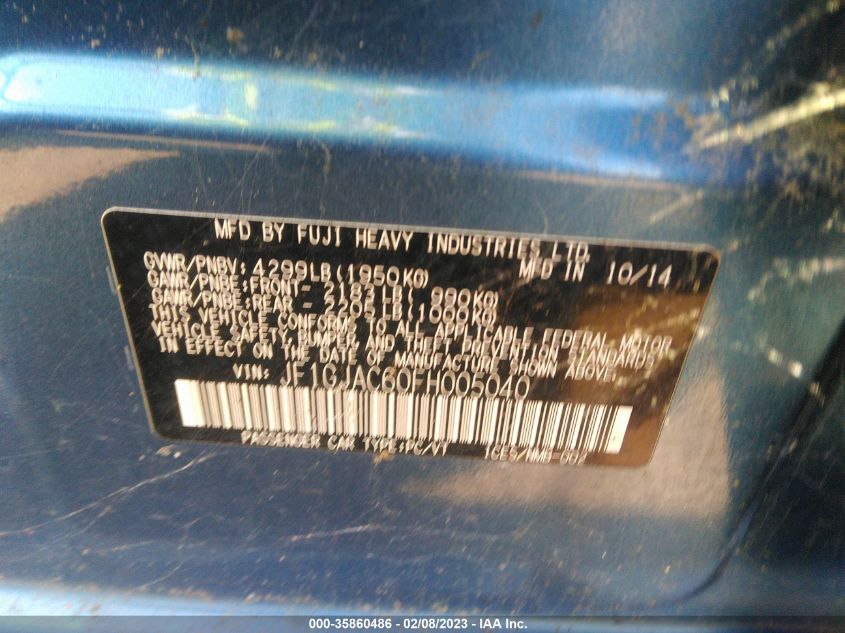 MFD BY FUJI HEAVY INDUSTRIES LTD.
GVWR/PNBV: 4299LB(1950KG) MFD IN 10/14
GAWR/PNBE:FRONT- 2183LB( 990KG)
GAWR/PNBE:REAR - 2205LB(1000KG)
THIS VEHICLE CONFORMS TO ALL APPLICABLE FEDERAL MOTOR
VEHICLE SAFETY, BUMPER, AND THEFT PREVENTION STANDARDS
IN EFFECT ON THE DATE OF MANUFACTURE SHOWN ABOVE.
VIN: JF1GJAC60FH005040
PASSENGER CAR TYPE:PC/VT
000-35860486 - 02/08/2023 - IAAI.com